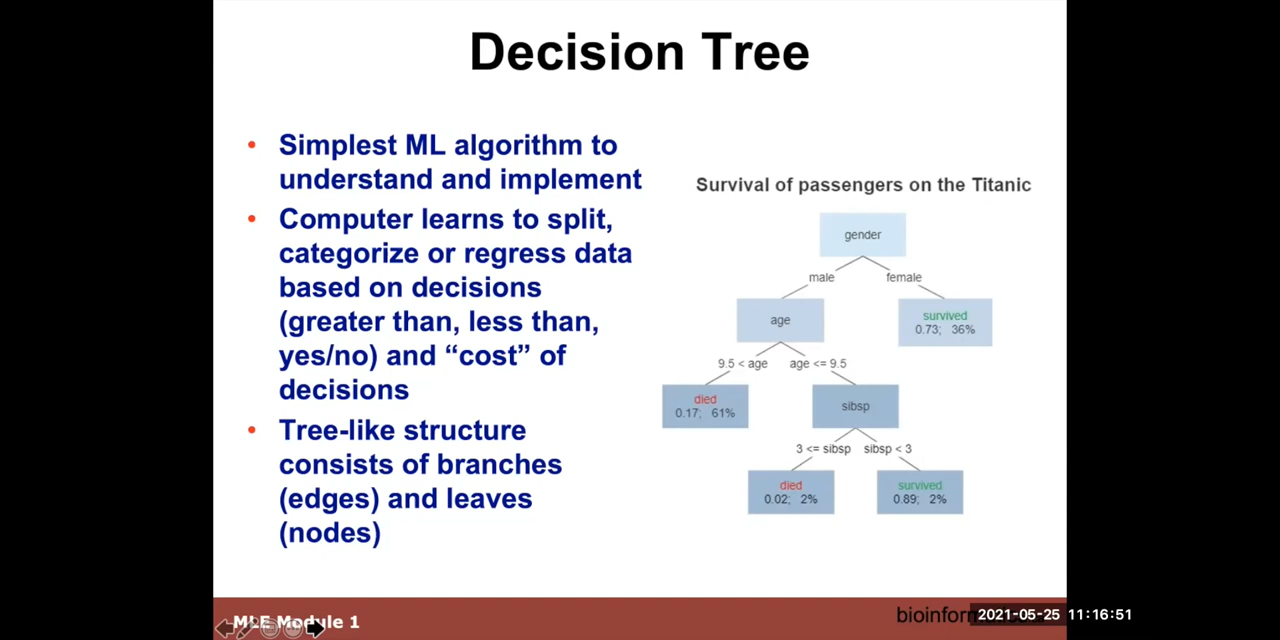 Decision Tree
• Simplest ML algorithm to
understand and implement
• Computer learns to split,
categorize or regress data
based on decisions
(greater than, less than,
yes/no) and “cost” of
decisions
• Tree-like structure
consists of branches
(edges) and leaves
(nodes)
Survival of passengers on the Titanic
gender
male female
age
survived
0.73; 36%
9.5 < age age <= 9.5
died
0.17; 61%
sibsp
3 <= sibsp sibsp < 3
died
0.02; 2%
survived
0.89; 2%
MLE Module 1
2021-05-25 11:16:51